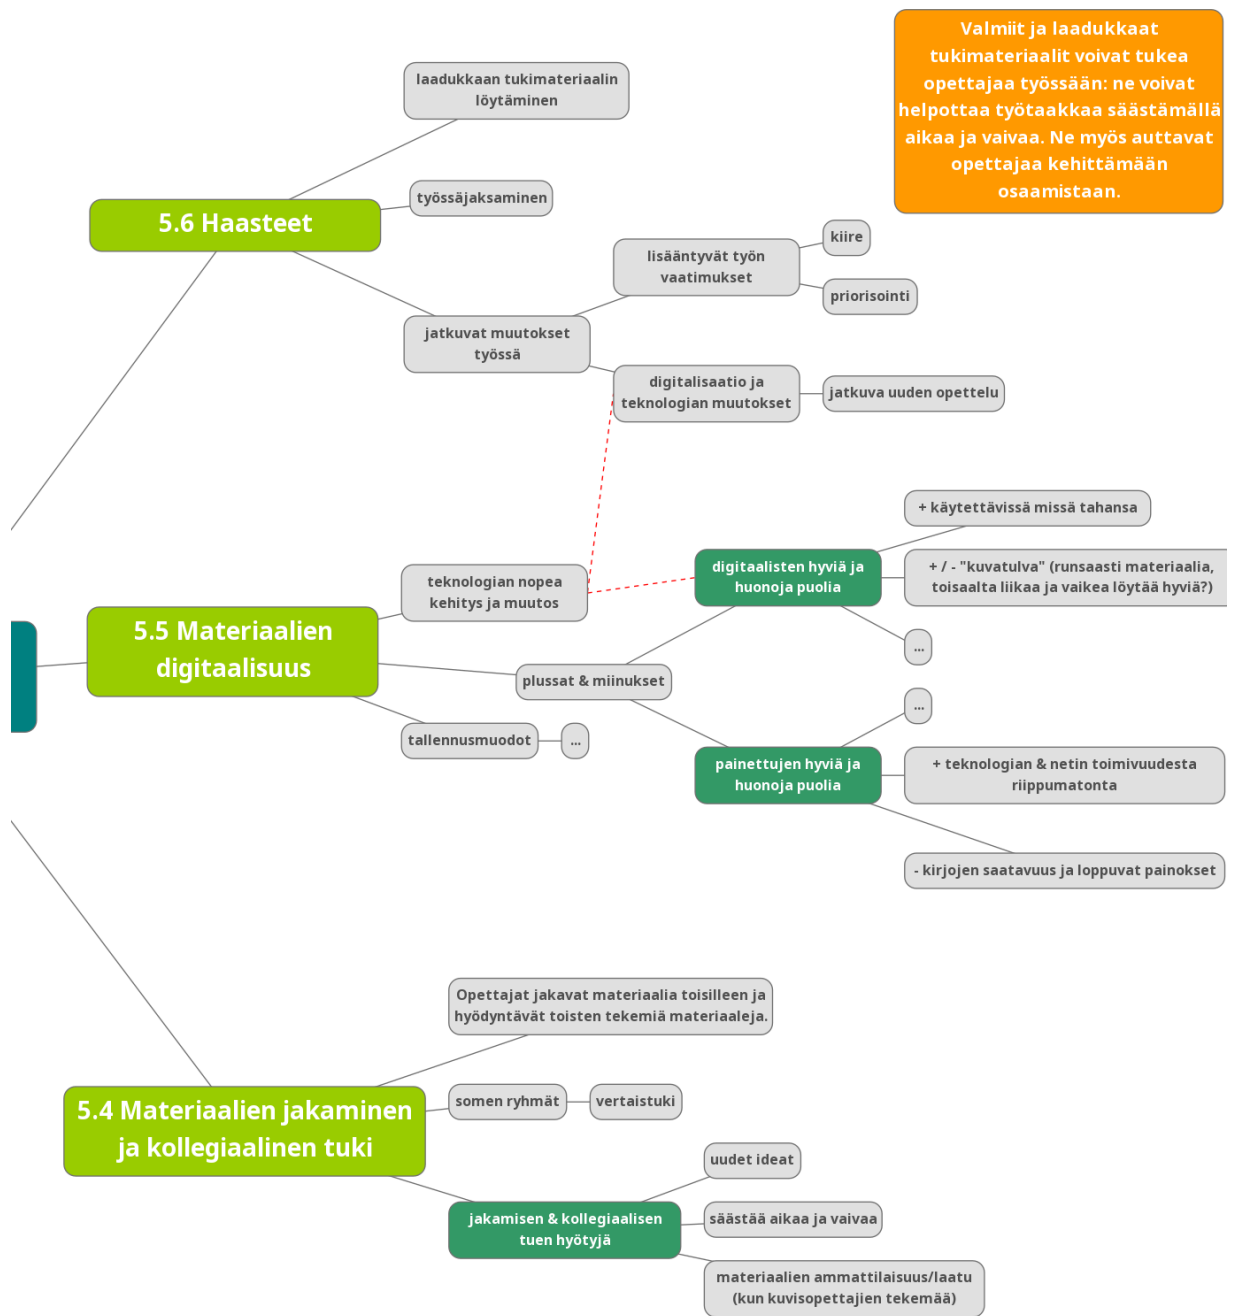 Valmiit ja laadukkaat
tukimateriaalit voivat tukea
opettajaa työssään: ne voivat
helpottaa työtaakkaa säästämällä
aikaa ja vaivaa. Ne myös auttavat
opettajaa kehittämään
osaamistaan.
5.6 Haasteet
laadukkaan tukimateriaalin
löytäminen
työssäjaksaminen
jatkuvat muutokset
työssä
lisääntyvät työn
vaatimukset
kiire
priorisointi
digitalisaatio ja
teknologian muutokset
jatkuva uuden opettelu
5.5 Materiaalien
digitaalisuus
teknologian nopea
kehitys ja muutos
plussat & miinukset
digitaalisten hyviä ja
huonoja puolia
+ käytettävissä missä tahansa
+ / - "kuvatulva" (runsaasti materiaalia,
toisaalta liikaa ja vaikea löytää hyviä?)
...
painettujen hyviä ja
huonoja puolia
...
+ teknologian & netin toimivuudesta
riippumatonta
- kirjojen saatavuus ja loppuvat painokset
tallennusmuodot
...
5.4 Materiaalien jakaminen
ja kollegiaalinen tuki
Opettajat jakavat materiaalia toisilleen ja
hyödyntävät toisten tekemiä materiaaleja.
somen ryhmät
vertaistuki
jakamisen & kollegiaalisen
tuen hyötyjä
uudet ideat
säästää aikaa ja vaivaa
materiaalien ammattilaisuus/laatu
(kun kuvisopettajien tekemää)